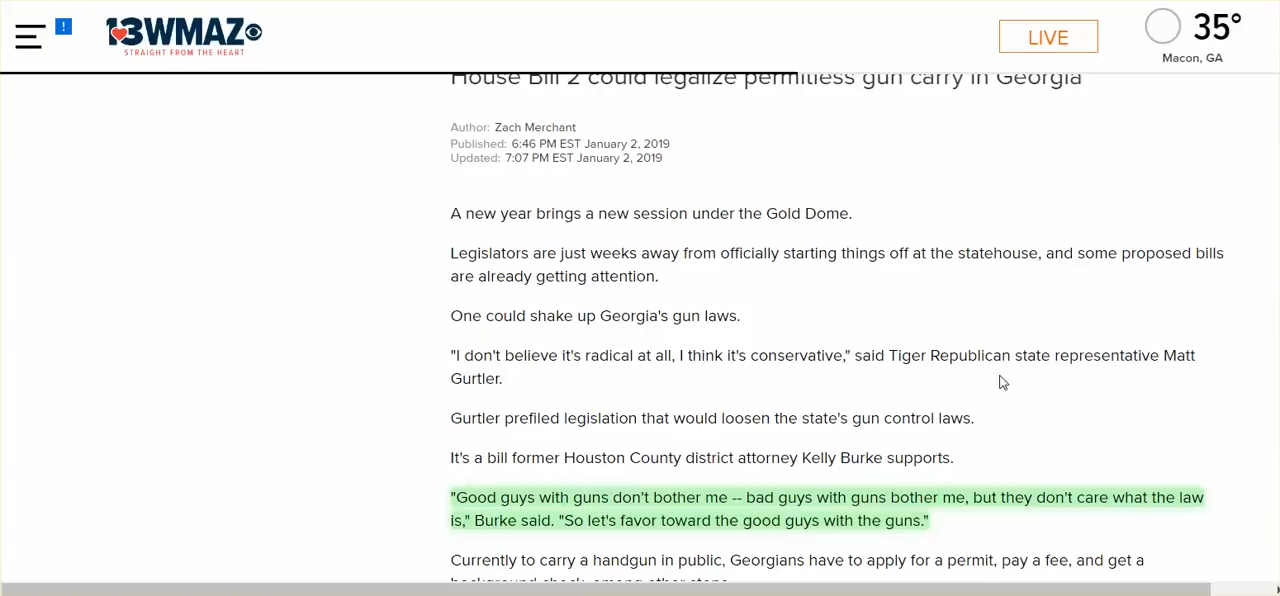 !
13WMAZ
STRAIGHT FROM THE HEART
LIVE
35°
Macon, GA
House Bill 2 could legalize permitless gun carry in Georgia
Author: Zach Merchant
Published: 6:46 PM EST January 2, 2019
Updated: 7:07 PM EST January 2, 2019
A new year brings a new session under the Gold Dome.
Legislators are just weeks away from officially starting things off at the statehouse, and some proposed bills
are already getting attention.
One could shake up Georgia's gun laws.
"I don't believe it's radical at all, I think it's conservative," said Tiger Republican state representative Matt
Gurtler.
Gurtler prefiled legislation that would loosen the state's gun control laws.
It's a bill former Houston County district attorney Kelly Burke supports.
"Good guys with guns don't bother me -- bad guys with guns bother me, but they don't care what the law
is," Burke said. "So let's favor toward the good guys with the guns."
Currently to carry a handgun in public, Georgians have to apply for a permit, pay a fee, and get a
background check, among other steps.